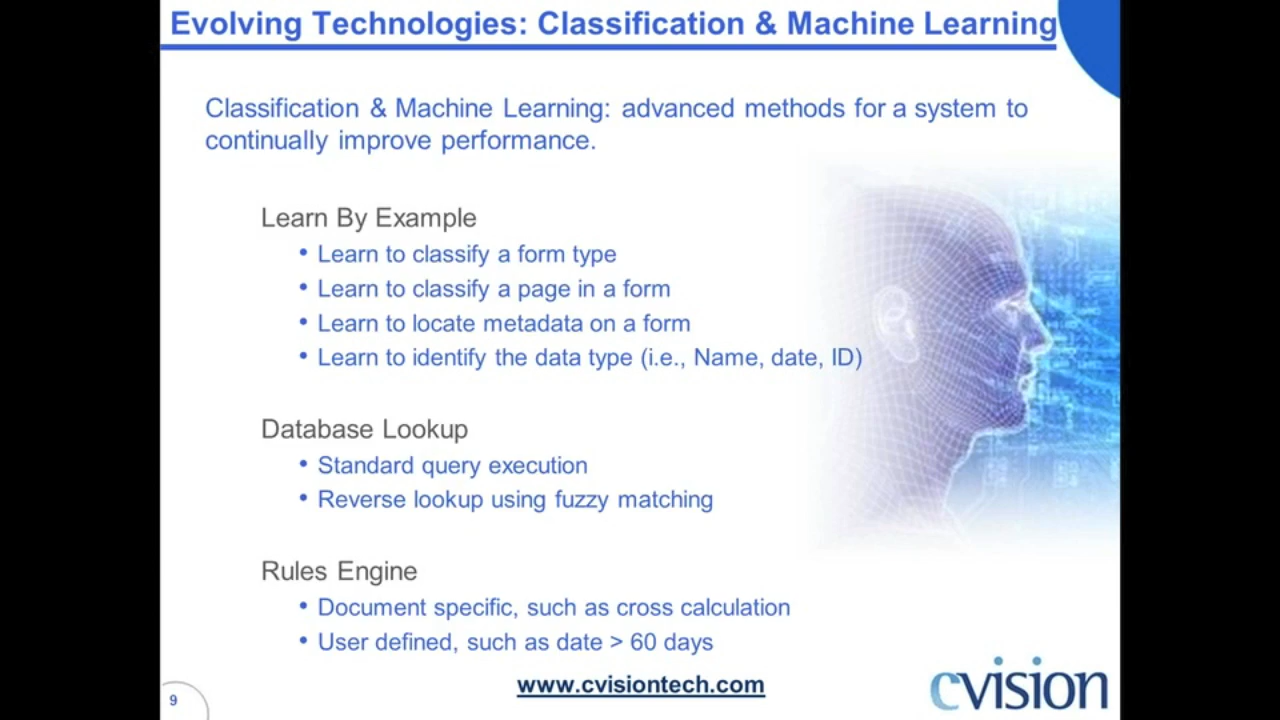 Evolving Technologies: Classification & Machine Learning
Classification & Machine Learning: advanced methods for a system to
continually improve performance.
Learn By Example
• Learn to classify a form type
• Learn to classify a page in a form
• Learn to locate metadata on a form
• Learn to identify the data type (i.e., Name, date, ID)
Database Lookup
• Standard query execution
• Reverse lookup using fuzzy matching
Rules Engine
• Document specific, such as cross calculation
• User defined, such as date > 60 days
www.cvisiontech.com
cvision
9